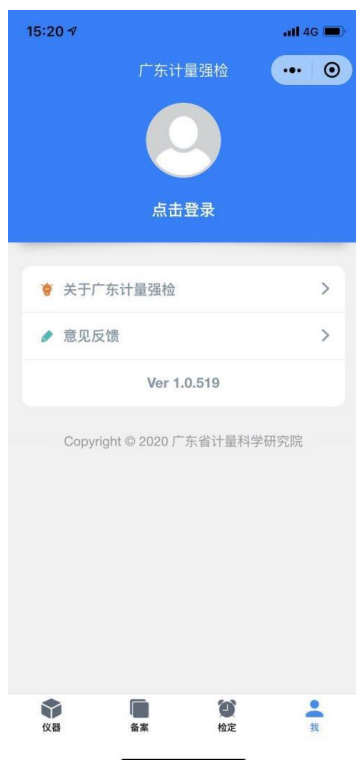 15:20
4G
广东计量强检
点击登录
关于广东计量强检
意见反馈
Ver 1.0.519
Copyright © 2020 广东省计量科学研究院
仪器 备案 检定 我